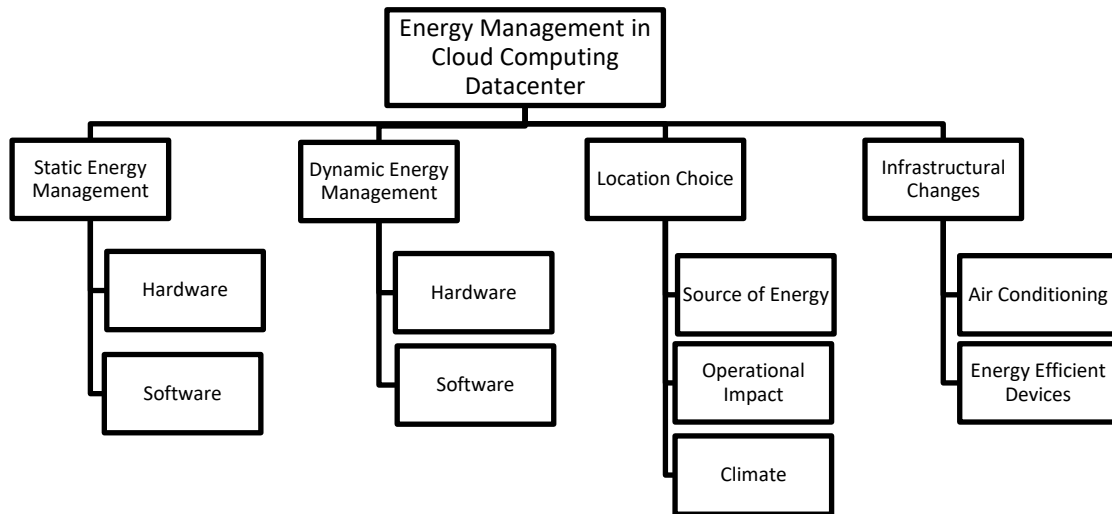 Energy Management in
Cloud Computing
Datacenter
Static Energy
Management
Dynamic Energy
Management
Location Choice
Infrastructural
Changes
Hardware
Software
Hardware
Software
Source of Energy
Operational
Impact
Climate
Air Conditioning
Energy Efficient
Devices